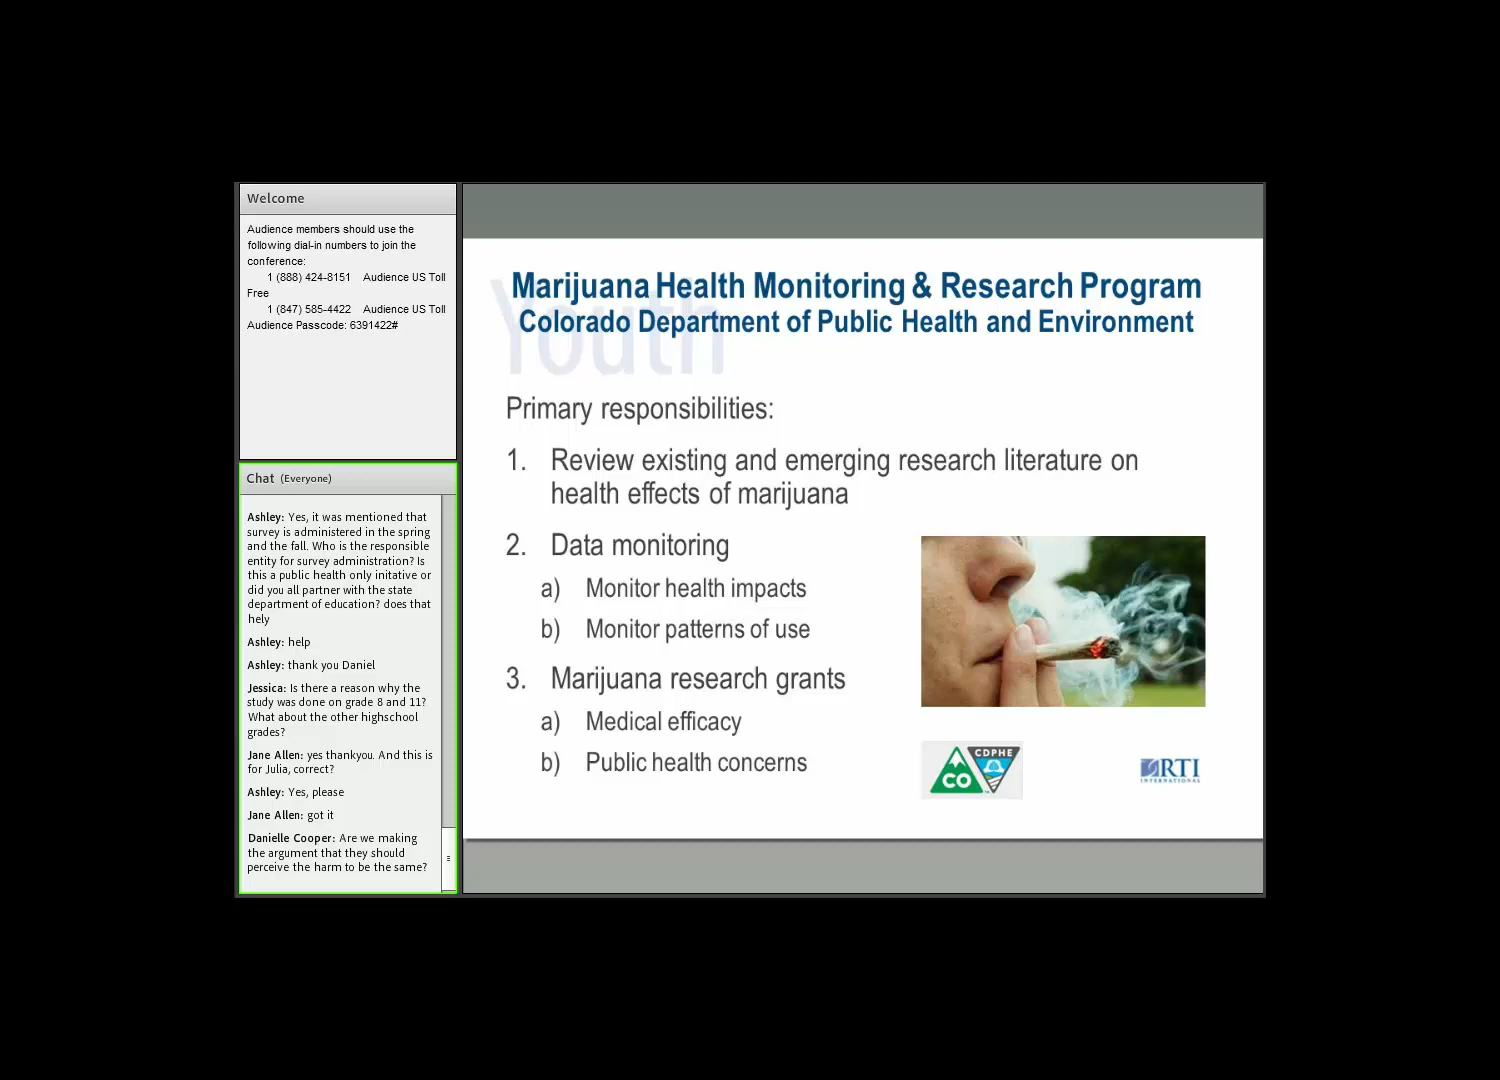 Welcome
Audience members should use the
following dial-in numbers to join the
conference:
1 (888) 424-8151 Audience US Toll
Free
1 (847) 585-4422 Audience US Toll
Audience Passcode: 6391422#
Chat (Everyone)
Ashley: Yes, it was mentioned that
survey is administered in the spring
and the fall. Who is the responsible
entity for survey administration? Is
this a public health only initative or
did you all partner with the state
department of education? does that
hely
Ashley: help
Ashley: thank you Daniel
Jessica: Is there a reason why the
study was done on grade 8 and 11?
What about the other highschool
grades?
Jane Allen: yes thankyou. And this is
for Julia, correct?
Ashley: Yes, please
Jane Allen: got it
Danielle Cooper: Are we making
the argument that they should
perceive the harm to be the same?
Youth
Marijuana Health Monitoring & Research Program
Colorado Department of Public Health and Environment
Primary responsibilities:
1. Review existing and emerging research literature on
health effects of marijuana
2. Data monitoring
a) Monitor health impacts
b) Monitor patterns of use
3. Marijuana research grants
a) Medical efficacy
b) Public health concerns
CO
CDPHE
RTI
INTERNATIONAL